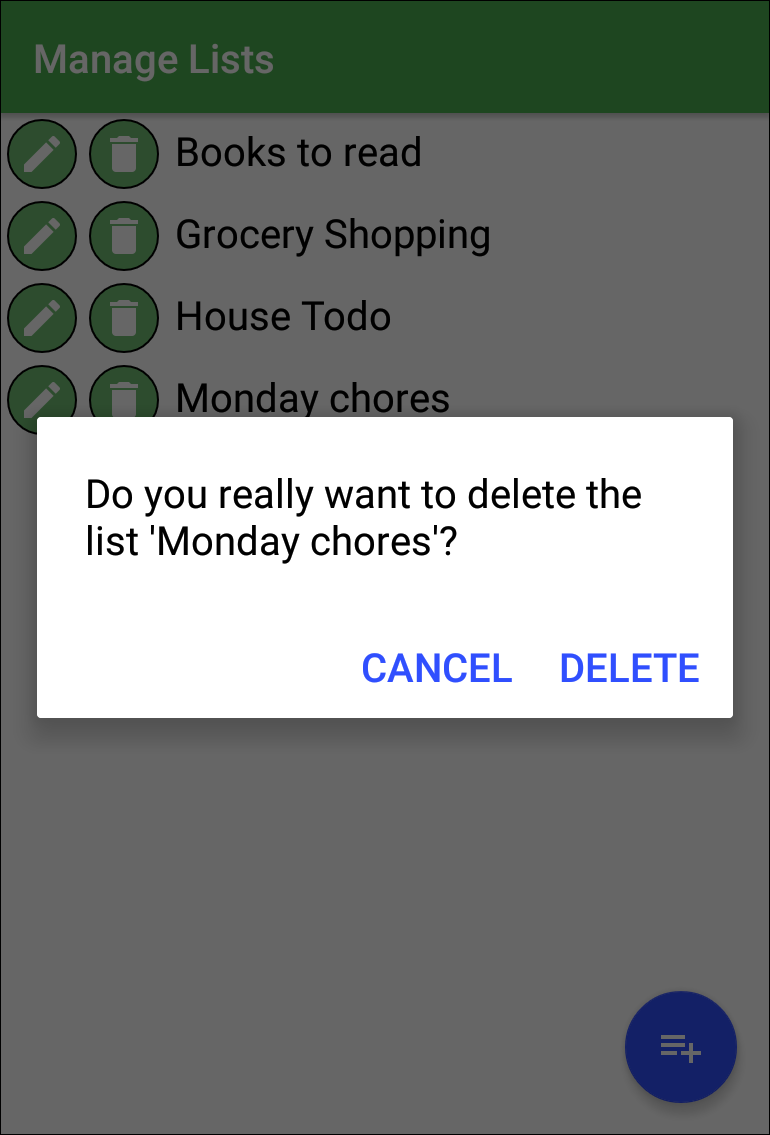 Manage Lists
Books to read
Grocery Shopping
House Todo
Monday chores
Do you really want to delete the
list 'Monday chores'?
CANCEL DELETE